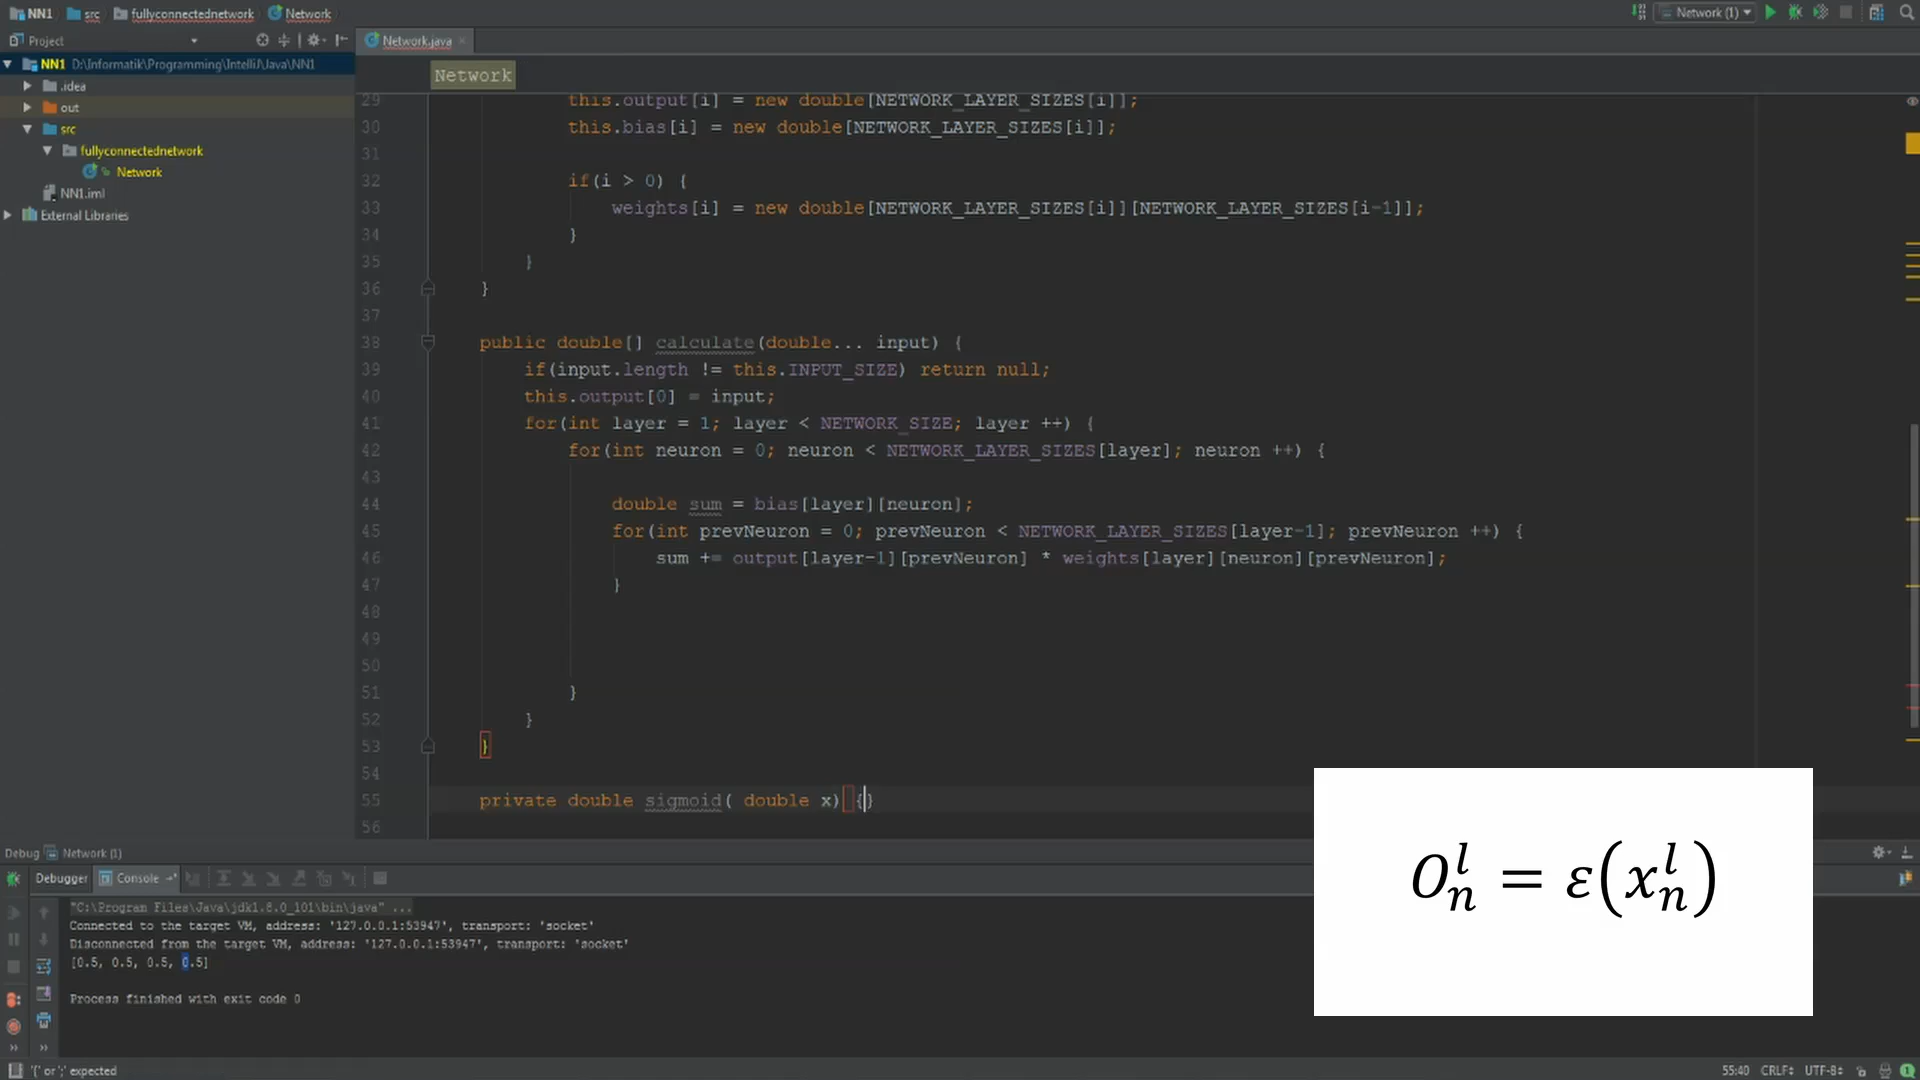 NN1 src fullyconnectednetwork Network
Network (1)
Project
Network.java
NN1 D:\Informatik\Programming\IntelliJ\Java\NN1
.idea
out
src
fullyconnectednetwork
Network
NN1.iml
External Libraries
Network
29 this.output[i] = new double[NETWORK_LAYER_SIZES[i]];
30 this.bias[i] = new double[NETWORK_LAYER_SIZES[i]];
31
32 if(i > 0) {
33 weights[i] = new double[NETWORK_LAYER_SIZES[i]][NETWORK_LAYER_SIZES[i-1]];
34 }
35 }
36 }
37
38 public double[] calculate(double... input) {
39 if(input.length != this.INPUT_SIZE) return null;
40 this.output[0] = input;
41 for(int layer = 1; layer < NETWORK_SIZE; layer ++) {
42 for(int neuron = 0; neuron < NETWORK_LAYER_SIZES[layer]; neuron ++) {
43
44 double sum = bias[layer][neuron];
45 for(int prevNeuron = 0; prevNeuron < NETWORK_LAYER_SIZES[layer-1]; prevNeuron ++) {
46 sum += output[layer-1][prevNeuron] * weights[layer][neuron][prevNeuron];
47 }
48
49
50
51 }
52 }
53 }
54
55 private double sigmoid( double x) {}
56
Debug Network (1)
Debugger Console
"C:\Program Files\Java\jdk1.8.0_101\bin\java" ...
Connected to the target VM, address: '127.0.0.1:53947', transport: 'socket'
Disconnected from the target VM, address: '127.0.0.1:53947', transport: 'socket'
[0.5, 0.5, 0.5, 0.5]
Process finished with exit code 0
O_n^l = ε(x_n^l)
'{' or ';' expected
55:40 CRLF UTF-8